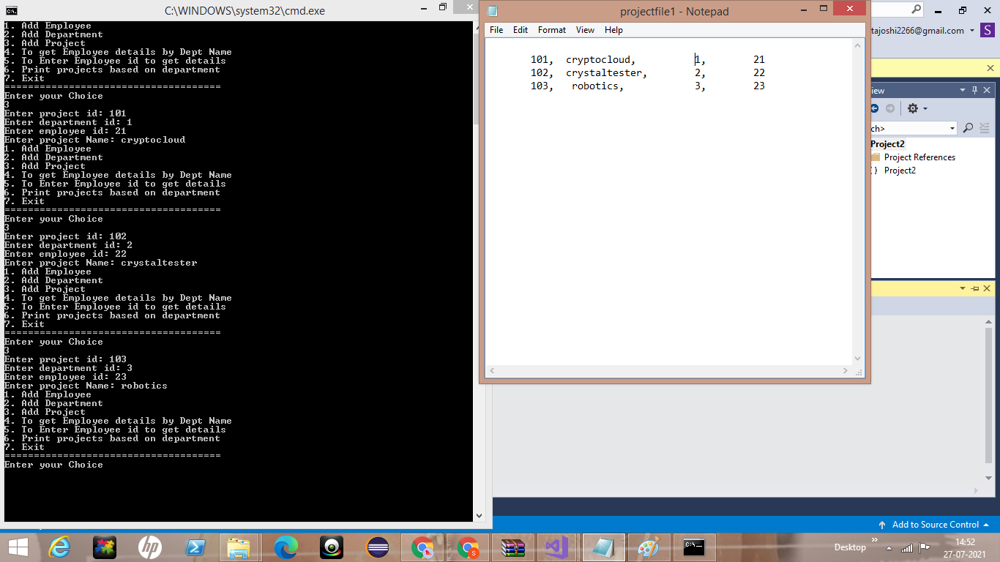 C:\WINDOWS\system32\cmd.exe
1. Add Employee
2. Add Department
3. Add Project
4. To get Employee details by Dept Name
5. To Enter Employee id to get details
6. Print projects based on department
7. Exit
=====================================
Enter your Choice
3
Enter project id: 101
Enter department id: 1
Enter employee id: 21
Enter project Name: cryptocloud
1. Add Employee
2. Add Department
3. Add Project
4. To get Employee details by Dept Name
5. To Enter Employee id to get details
6. Print projects based on department
7. Exit
=====================================
Enter your Choice
3
Enter project id: 102
Enter department id: 2
Enter employee id: 22
Enter project Name: crystaltester
1. Add Employee
2. Add Department
3. Add Project
4. To get Employee details by Dept Name
5. To Enter Employee id to get details
6. Print projects based on department
7. Exit
=====================================
Enter your Choice
3
Enter project id: 103
Enter department id: 3
Enter employee id: 23
Enter project Name: robotics
1. Add Employee
2. Add Department
3. Add Project
4. To get Employee details by Dept Name
5. To Enter Employee id to get details
6. Print projects based on department
7. Exit
=====================================
Enter your Choice
projectfile1 - Notepad
File Edit Format View Help
101, cryptocloud, 1, 21
102, crystaltester, 2, 22
103, robotics, 3, 23
tajoshi2266@gmail.com S
iew
ch>
Project2
Project References
Project2
Add to Source Control
Desktop
14:52
27-07-2021